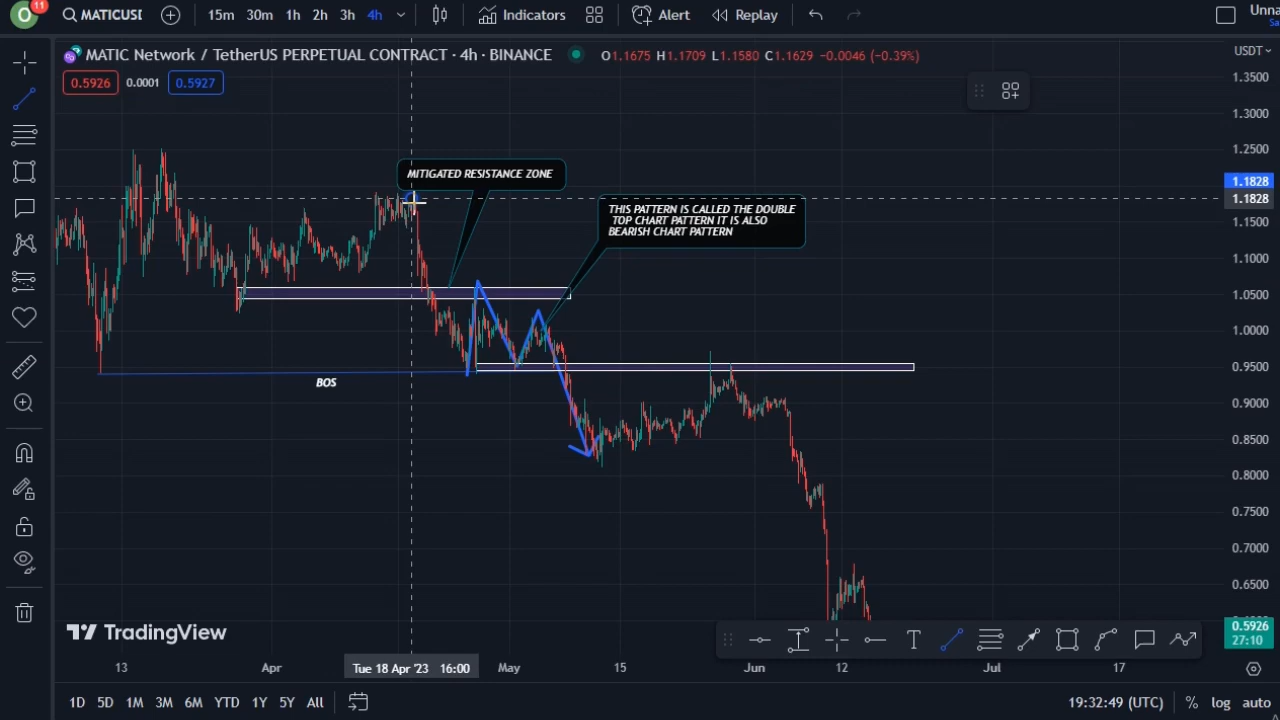 O
11
MATICUSI
15m 30m 1h 2h 3h 4h
Indicators
Alert
Replay
Unna
Sa
MATIC Network / TetherUS PERPETUAL CONTRACT · 4h · BINANCE
O1.1675 H1.1709 L1.1580 C1.1629 −0.0046 (−0.39%)
USDT
0.5926 0.0001 0.5927
1.3500
1.3000
1.2500
MITIGATED RESISTANCE ZONE
1.1828
1.1828
THIS PATTERN IS CALLED THE DOUBLE
TOP CHART PATTERN IT IS ALSO
BEARISH CHART PATTERN
1.1500
1.1000
1.0500
1.0000
0.9500
BOS
0.9000
0.8500
0.8000
0.7500
0.7000
0.6500
0.5926
27:10
TradingView
13 Apr Tue 18 Apr '23 16:00 May 15 Jun 12 Jul 17
1D 5D 1M 3M 6M YTD 1Y 5Y All
19:32:49 (UTC) % log auto